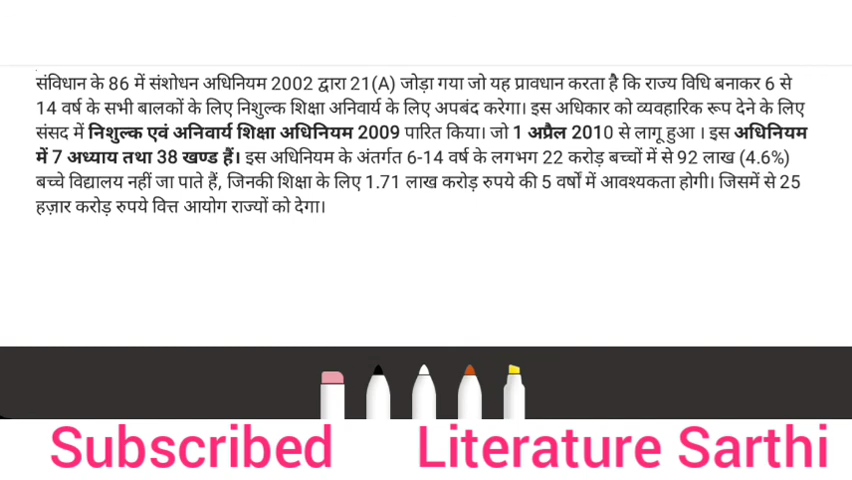 संविधान के 86 में संशोधन अधिनियम 2002 द्वारा 21(A) जोड़ा गया जो यह प्रावधान करता है कि राज्य विधि बनाकर 6 से
14 वर्ष के सभी बालकों के लिए निशुल्क शिक्षा अनिवार्य के लिए अपबंद करेगा। इस अधिकार को व्यवहारिक रूप देने के लिए
संसद में निशुल्क एवं अनिवार्य शिक्षा अधिनियम 2009 पारित किया। जो 1 अप्रैल 2010 से लागू हुआ । इस अधिनियम
में 7 अध्याय तथा 38 खण्ड हैं। इस अधिनियम के अंतर्गत 6-14 वर्ष के लगभग 22 करोड़ बच्चों में से 92 लाख (4.6%)
बच्चे विद्यालय नहीं जा पाते हैं, जिनकी शिक्षा के लिए 1.71 लाख करोड़ रुपये की 5 वर्षों में आवश्यकता होगी। जिसमें से 25
हज़ार करोड़ रुपये वित्त आयोग राज्यों को देगा।
Subscribed Literature Sarthi